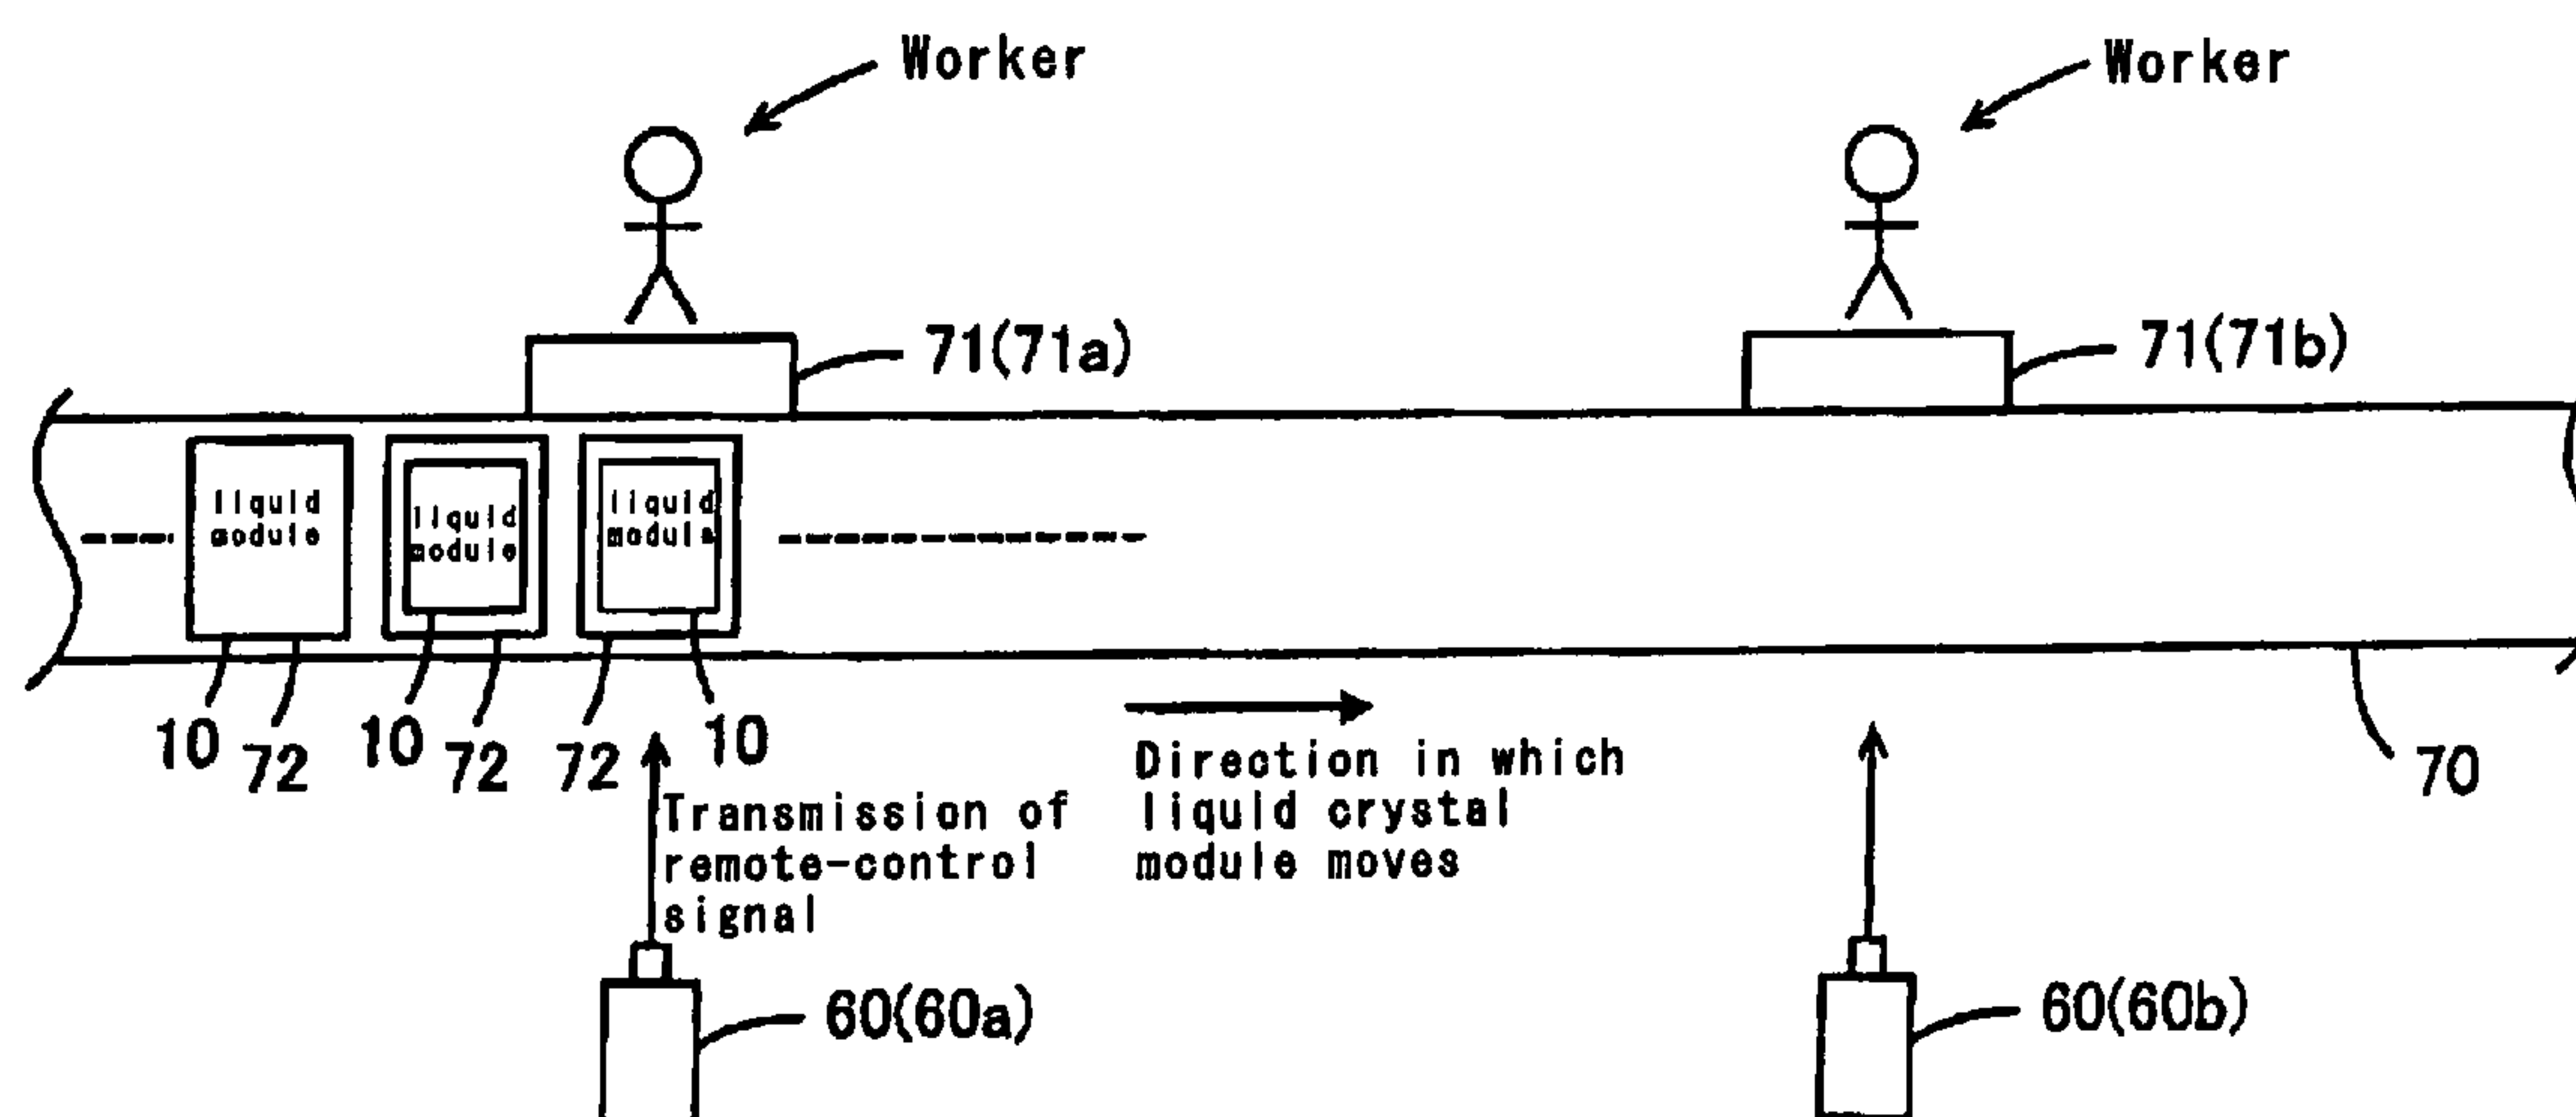 Worker
Worker
71(71a)
71(71b)
liquid
module
liquid
module
liquid
module
10
72
10
72
72
10
70
Direction in which
liquid crystal
module moves
Transmission of
remote-control
signal
60(60a)
60(60b)